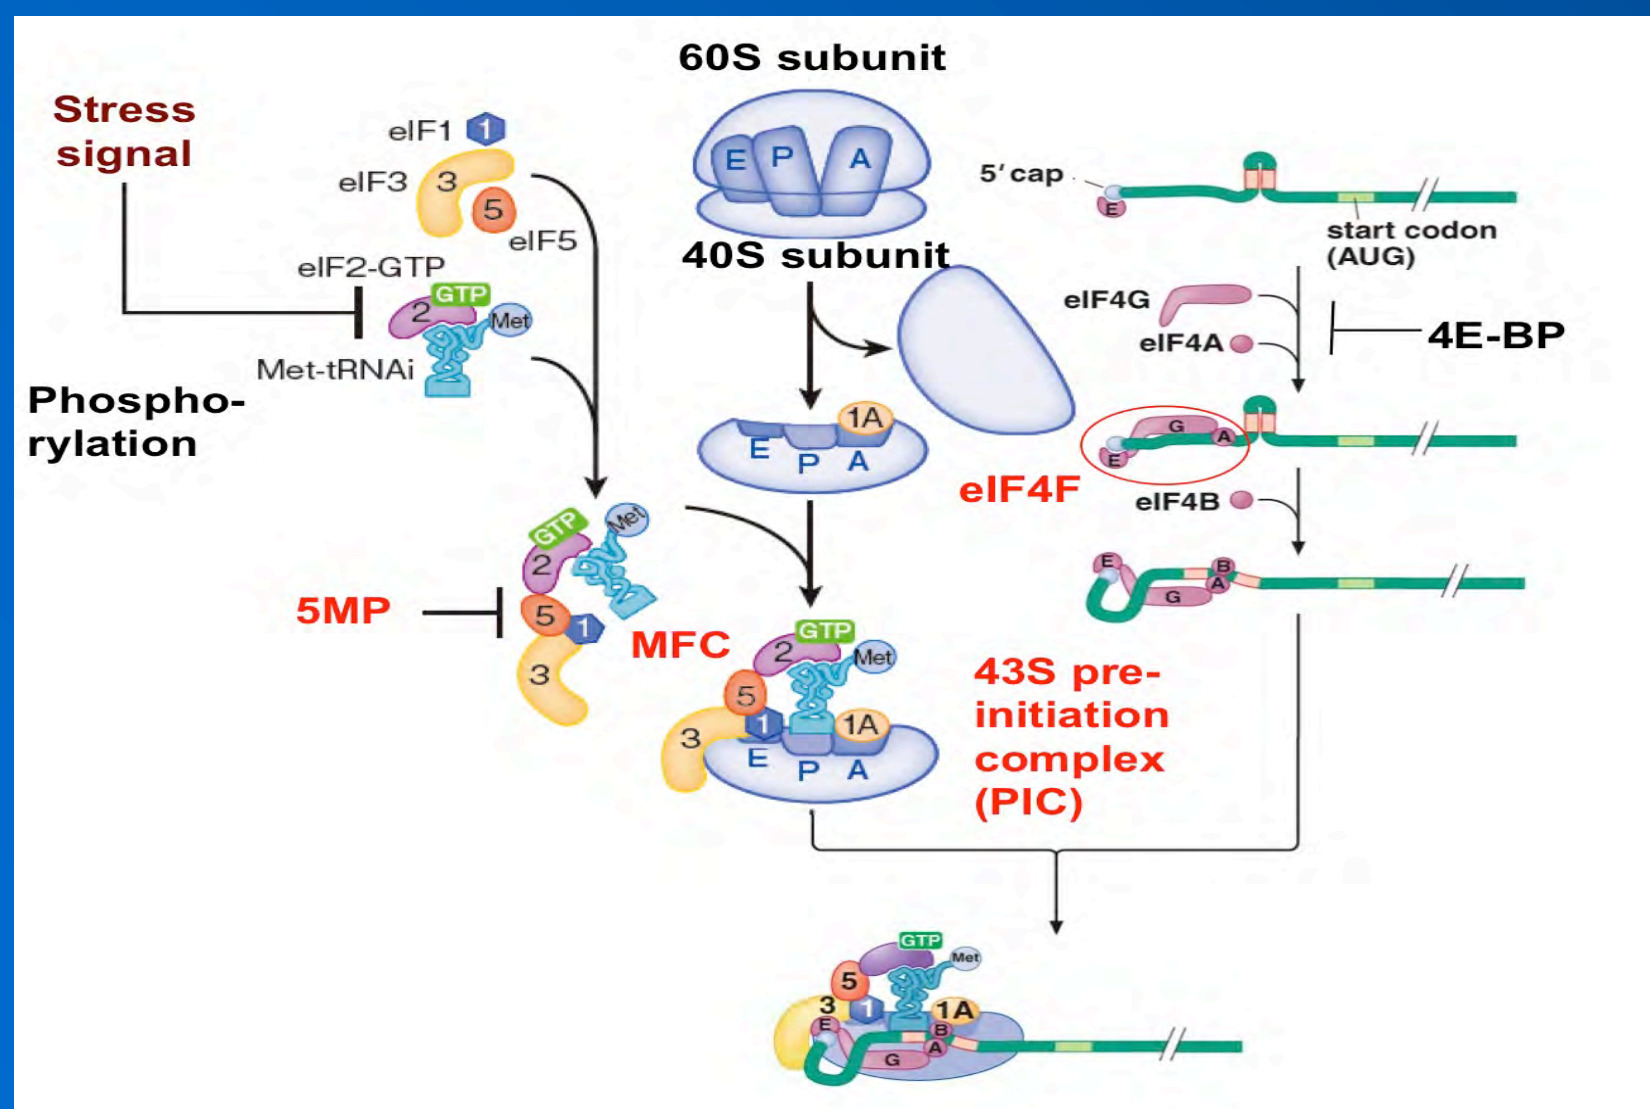 60S subunit
E P A
40S subunit
Stress
signal
eIF1 1
eIF3 3
5
eIF5
eIF2-GTP
GTP
2
Met
Met-tRNAi
Phospho-
rylation
5' cap
E
start codon
(AUG)
eIF4G
eIF4A
4E-BP
1A
E P A
G
A
E
eIF4F
eIF4B
GTP
Met
2
5MP
5
1
3
MFC
E
B
A
G
GTP
2
Met
5
1
1A
3
E P A
43S pre-
initiation
complex
(PIC)
GTP
Met
5
3
1
1A
E
B
A
G